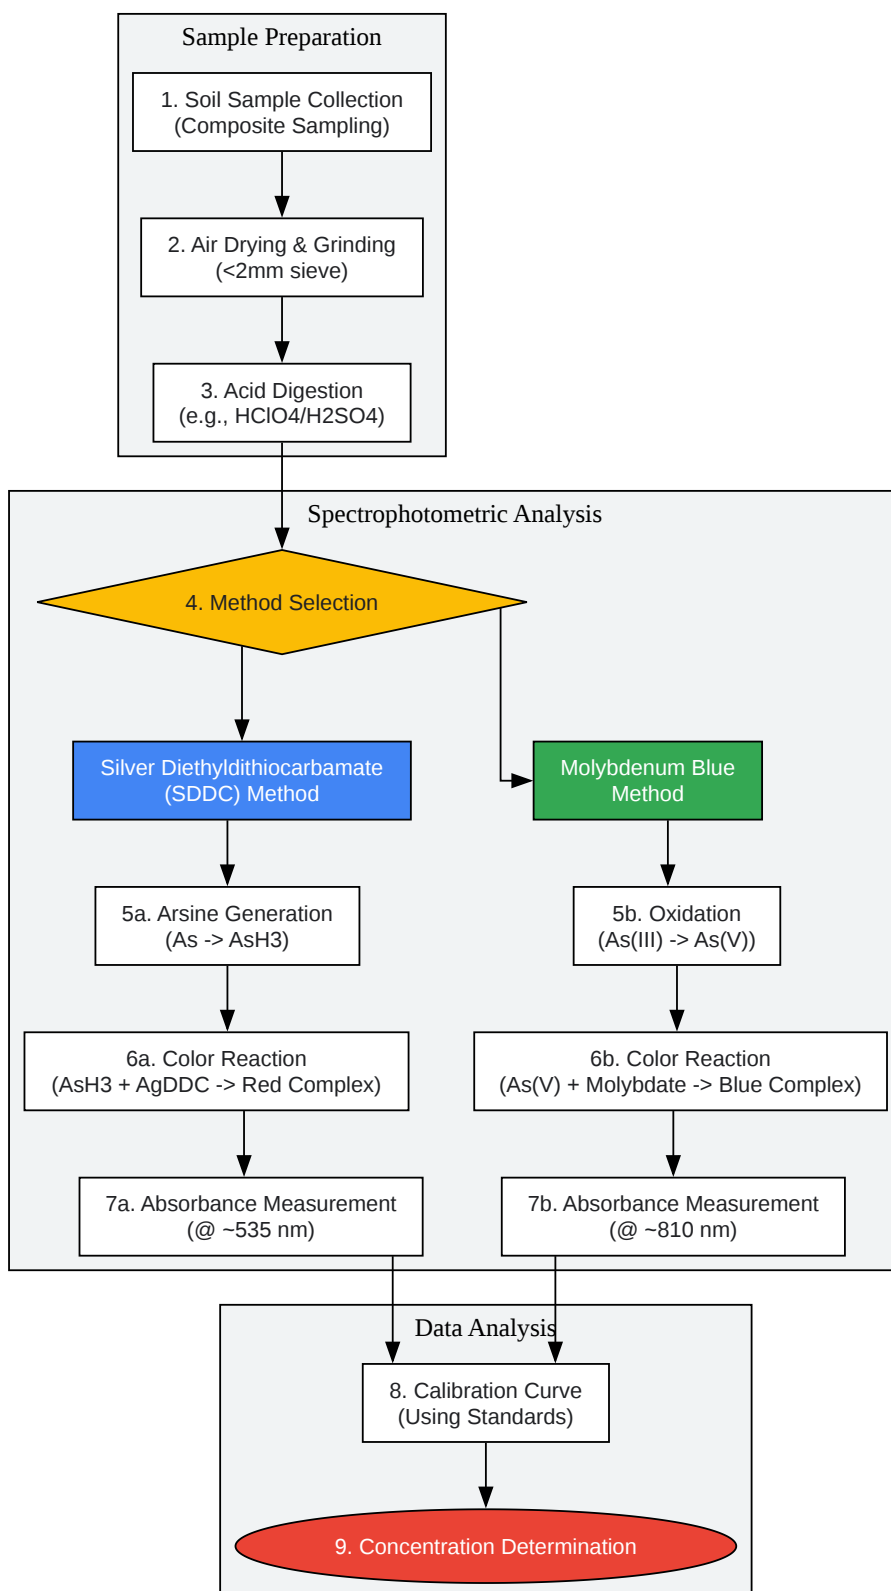 Sample Preparation
1. Soil Sample Collection
(Composite Sampling)
2. Air Drying & Grinding
(<2mm sieve)
3. Acid Digestion
(e.g., HClO4/H2SO4)
Spectrophotometric Analysis
4. Method Selection
Silver Diethyldithiocarbamate
(SDDC) Method
5a. Arsine Generation
(As -> AsH3)
6a. Color Reaction
(AsH3 + AgDDC -> Red Complex)
7a. Absorbance Measurement
(@ ~535 nm)
Molybdenum Blue
Method
5b. Oxidation
(As(III) -> As(V))
6b. Color Reaction
(As(V) + Molybdate -> Blue Complex)
7b. Absorbance Measurement
(@ ~810 nm)
Data Analysis
8. Calibration Curve
(Using Standards)
9. Concentration Determination